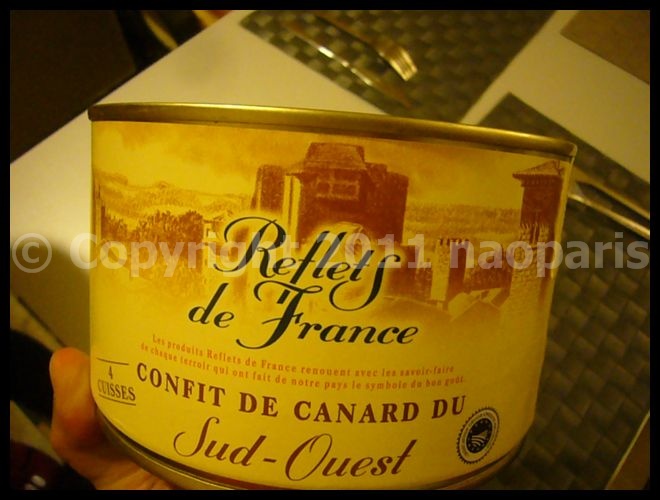 © Copyright 2011 naoparis
Reflets
de France
Les produits Reflets de France renouent avec les savoir-faire
de chaque terroir qui ont fait de notre pays le symbole du bon goût.
4
CUISSES
CONFIT DE CANARD DU
Sud-Ouest